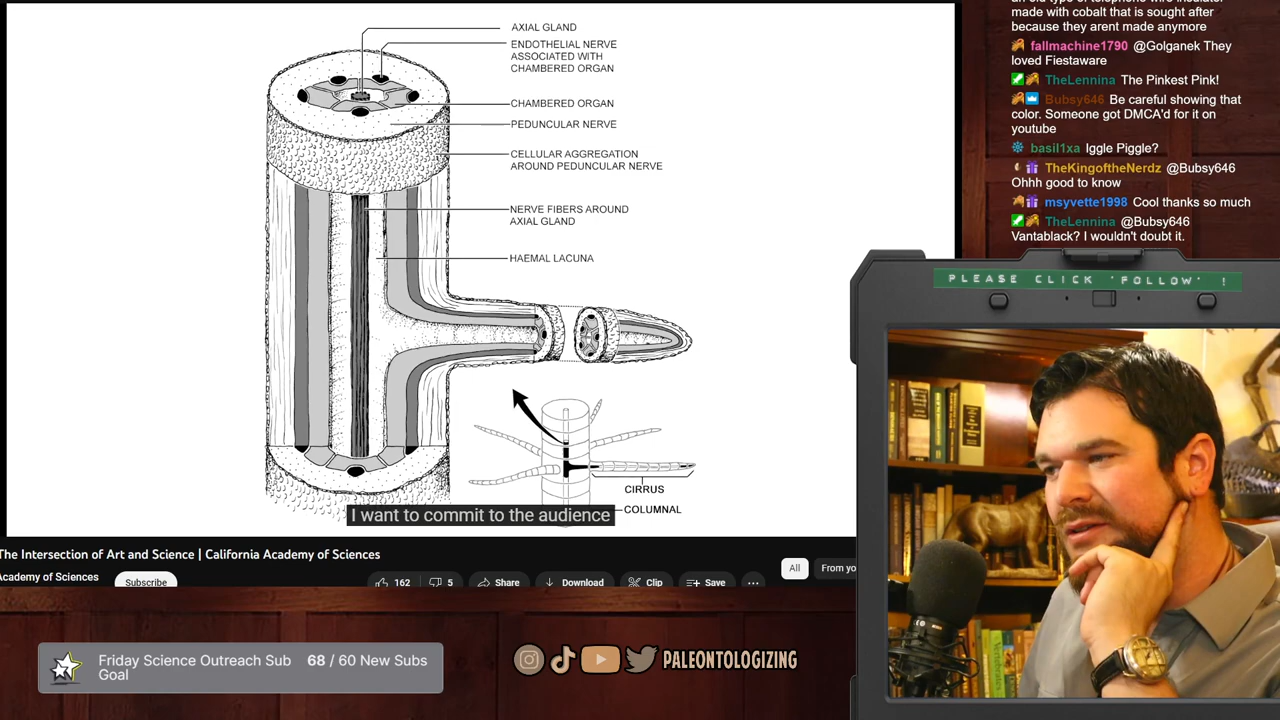 AXIAL GLAND
ENDOTHELIAL NERVE
ASSOCIATED WITH
CHAMBERED ORGAN
CHAMBERED ORGAN
PEDUNCULAR NERVE
CELLULAR AGGREGATION
AROUND PEDUNCULAR NERVE
NERVE FIBERS AROUND
AXIAL GLAND
HAEMAL LACUNA
CIRRUS
COLUMNAL
I want to commit to the audience
The Intersection of Art and Science | California Academy of Sciences
Academy of Sciences
Subscribe
162
5
Share
Download
Clip
Save
...
All
From yo
made with cobalt that is sought after
because they arent made anymore
fallmachine1790 @Golganek They
loved Fiestaware
TheLennina The Pinkest Pink!
Bubsy646 Be careful showing that
color. Someone got DMCA'd for it on
youtube
basil1xa Iggle Piggle?
TheKingoftheNerdz @Bubsy646
Ohhh good to know
msyvette1998 Cool thanks so much
TheLennina @Bubsy646
Vantablack? I wouldn't doubt it.
PLEASE CLICK 'FOLLOW' !
Friday Science Outreach Sub
Goal
68 / 60 New Subs
PALEONTOLOGIZING